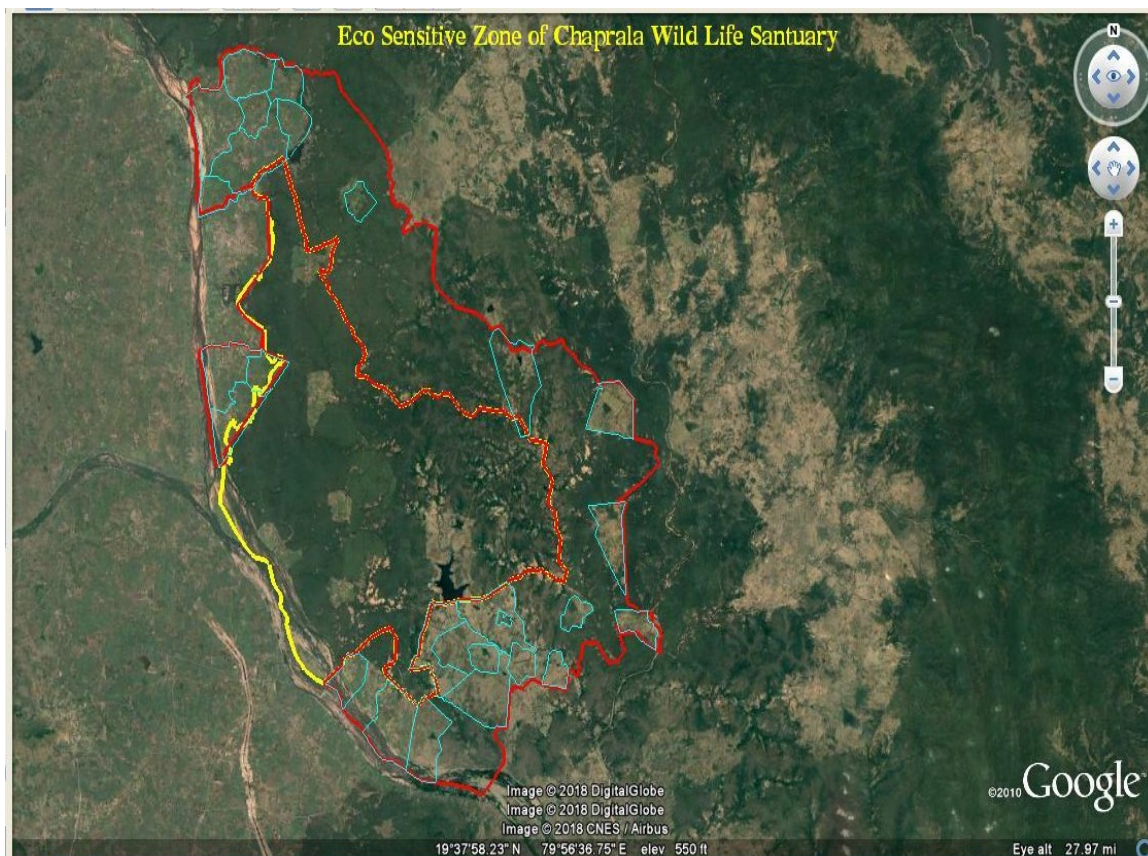 Eco Sensitive Zone of Chaprala Wild Life Santuary
N
Image © 2018 DigitalGlobe
Image © 2018 DigitalGlobe
Image © 2018 CNES / Airbus
©2010 Google
19°37'58.23" N 79°56'36.75" E elev 550 ft
Eye alt 27.97 mi